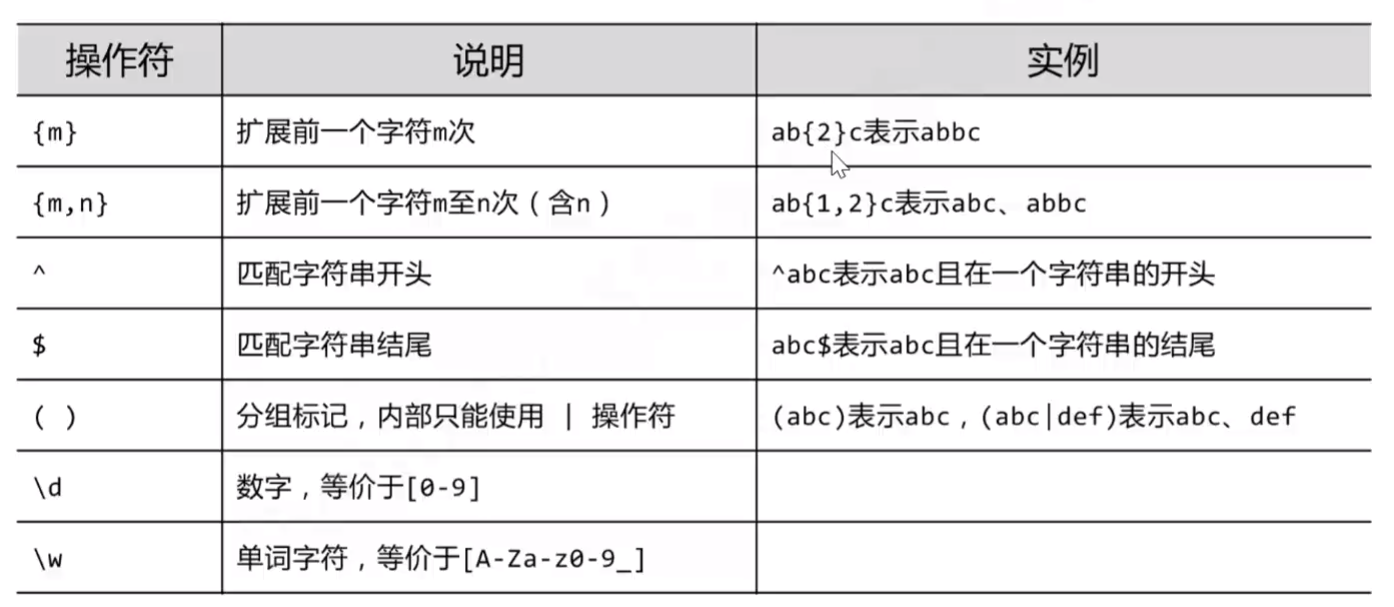 操作符 说明 实例
{m} 扩展前一个字符m次 ab{2}c表示abbc
{m,n} 扩展前一个字符m至n次（含n） ab{1,2}c表示abc、abbc
^ 匹配字符串开头 ^abc表示abc且在一个字符串的开头
$ 匹配字符串结尾 abc$表示abc且在一个字符串的结尾
( ) 分组标记，内部只能使用 | 操作符 (abc)表示abc，(abc|def)表示abc、def
\d 数字，等价于[0-9]
\w 单词字符，等价于[A-Za-z0-9_]